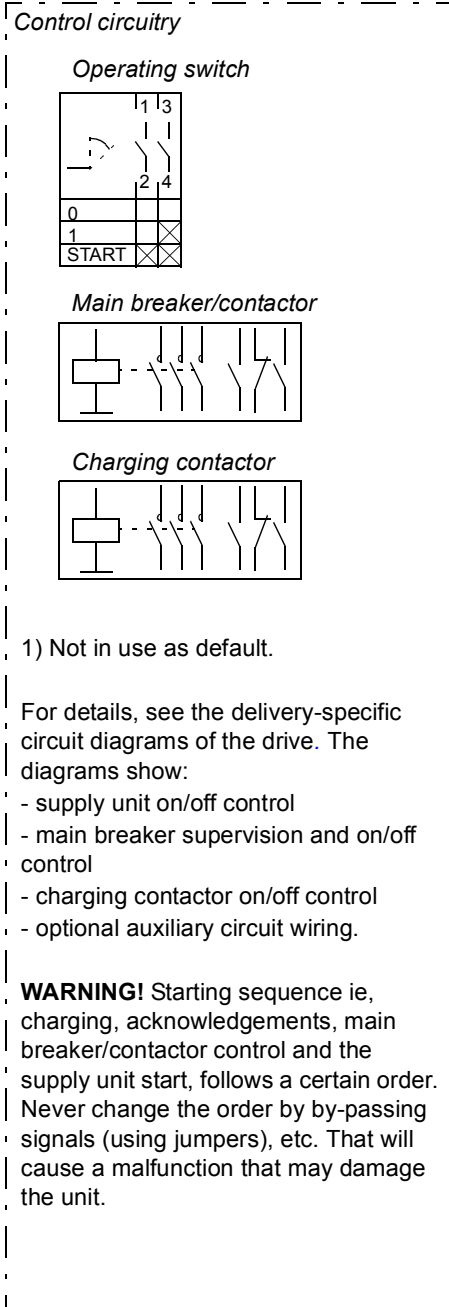 Control circuitry
Operating switch
1 3
2 4
0
1
START
Main breaker/contactor
Charging contactor
1) Not in use as default.
For details, see the delivery-specific
circuit diagrams of the drive. The
diagrams show:
- supply unit on/off control
- main breaker supervision and on/off
control
- charging contactor on/off control
- optional auxiliary circuit wiring.
WARNING! Starting sequence ie,
charging, acknowledgements, main
breaker/contactor control and the
supply unit start, follows a certain order.
Never change the order by by-passing
signals (using jumpers), etc. That will
cause a malfunction that may damage
the unit.